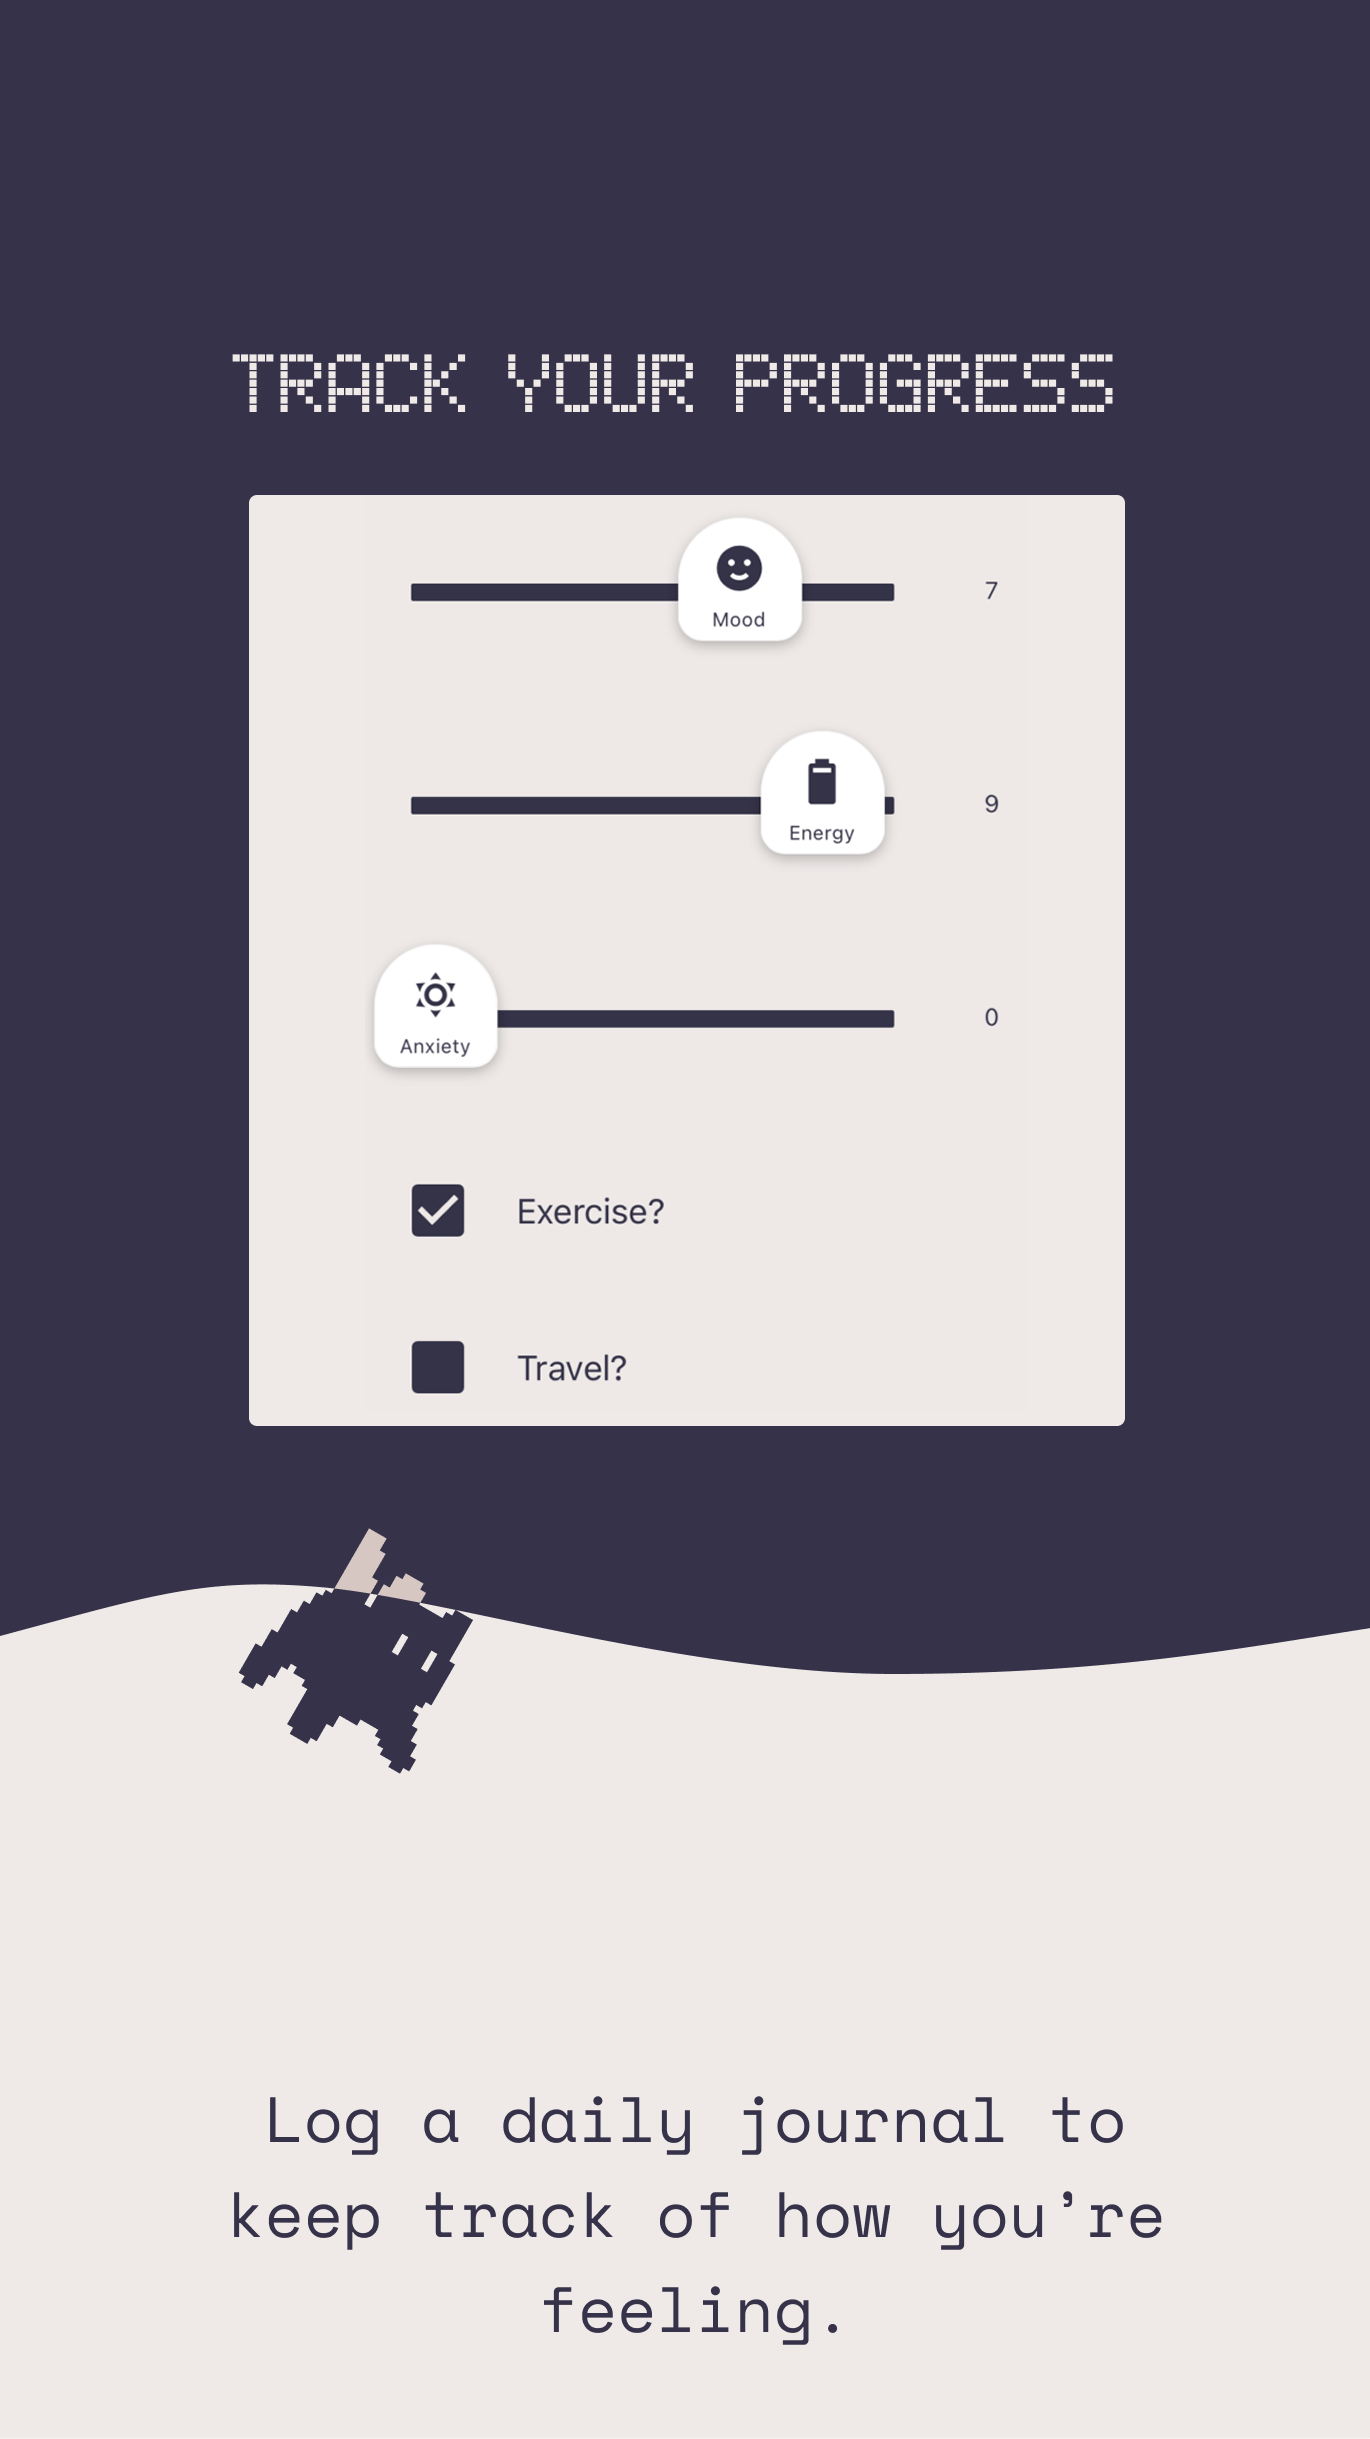 TRACK YOUR PROGRESS
Mood
7
Energy
9
Anxiety
0
Exercise?
Travel?
Log a daily journal to
keep track of how you’re
feeling.